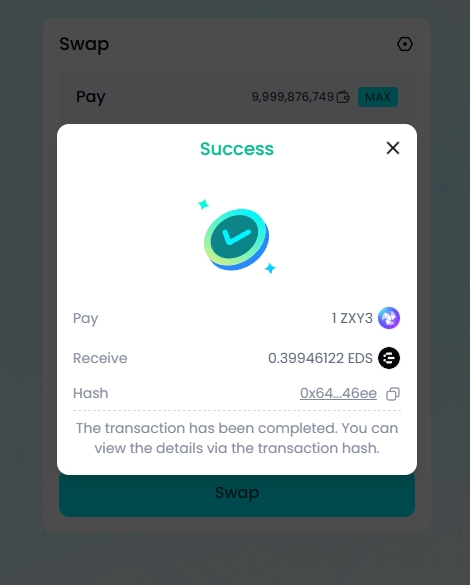 Swap
Pay
9,999,876,749 MAX
Success
Pay
1 ZXY3
Receive
0.39946122 EDS
Hash
0x64...46ee
The transaction has been completed. You can
view the details via the transaction hash.
Swap